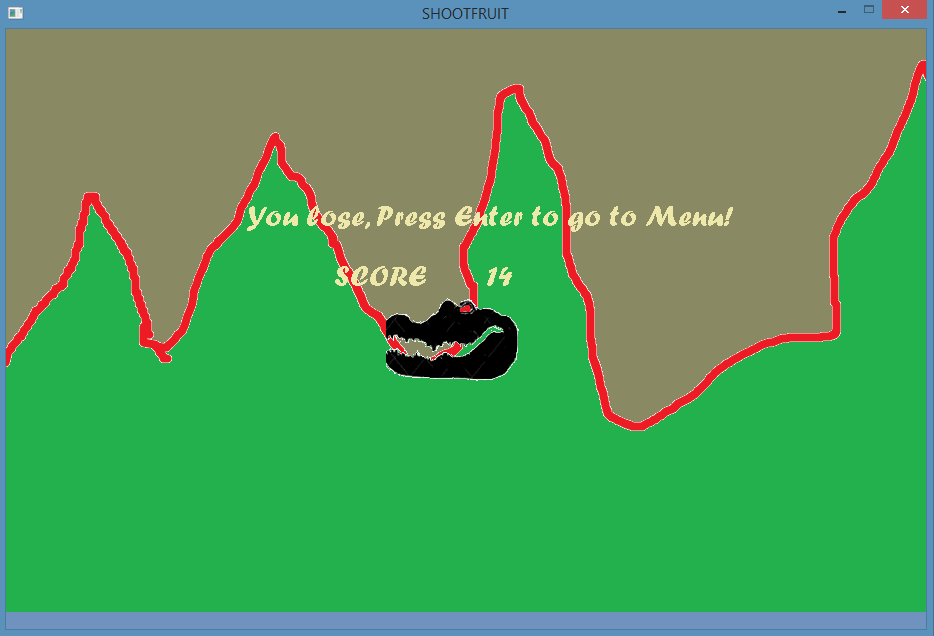 SHOOTFRUIT
You lose, Press Enter to go to Menu!
SCORE 14